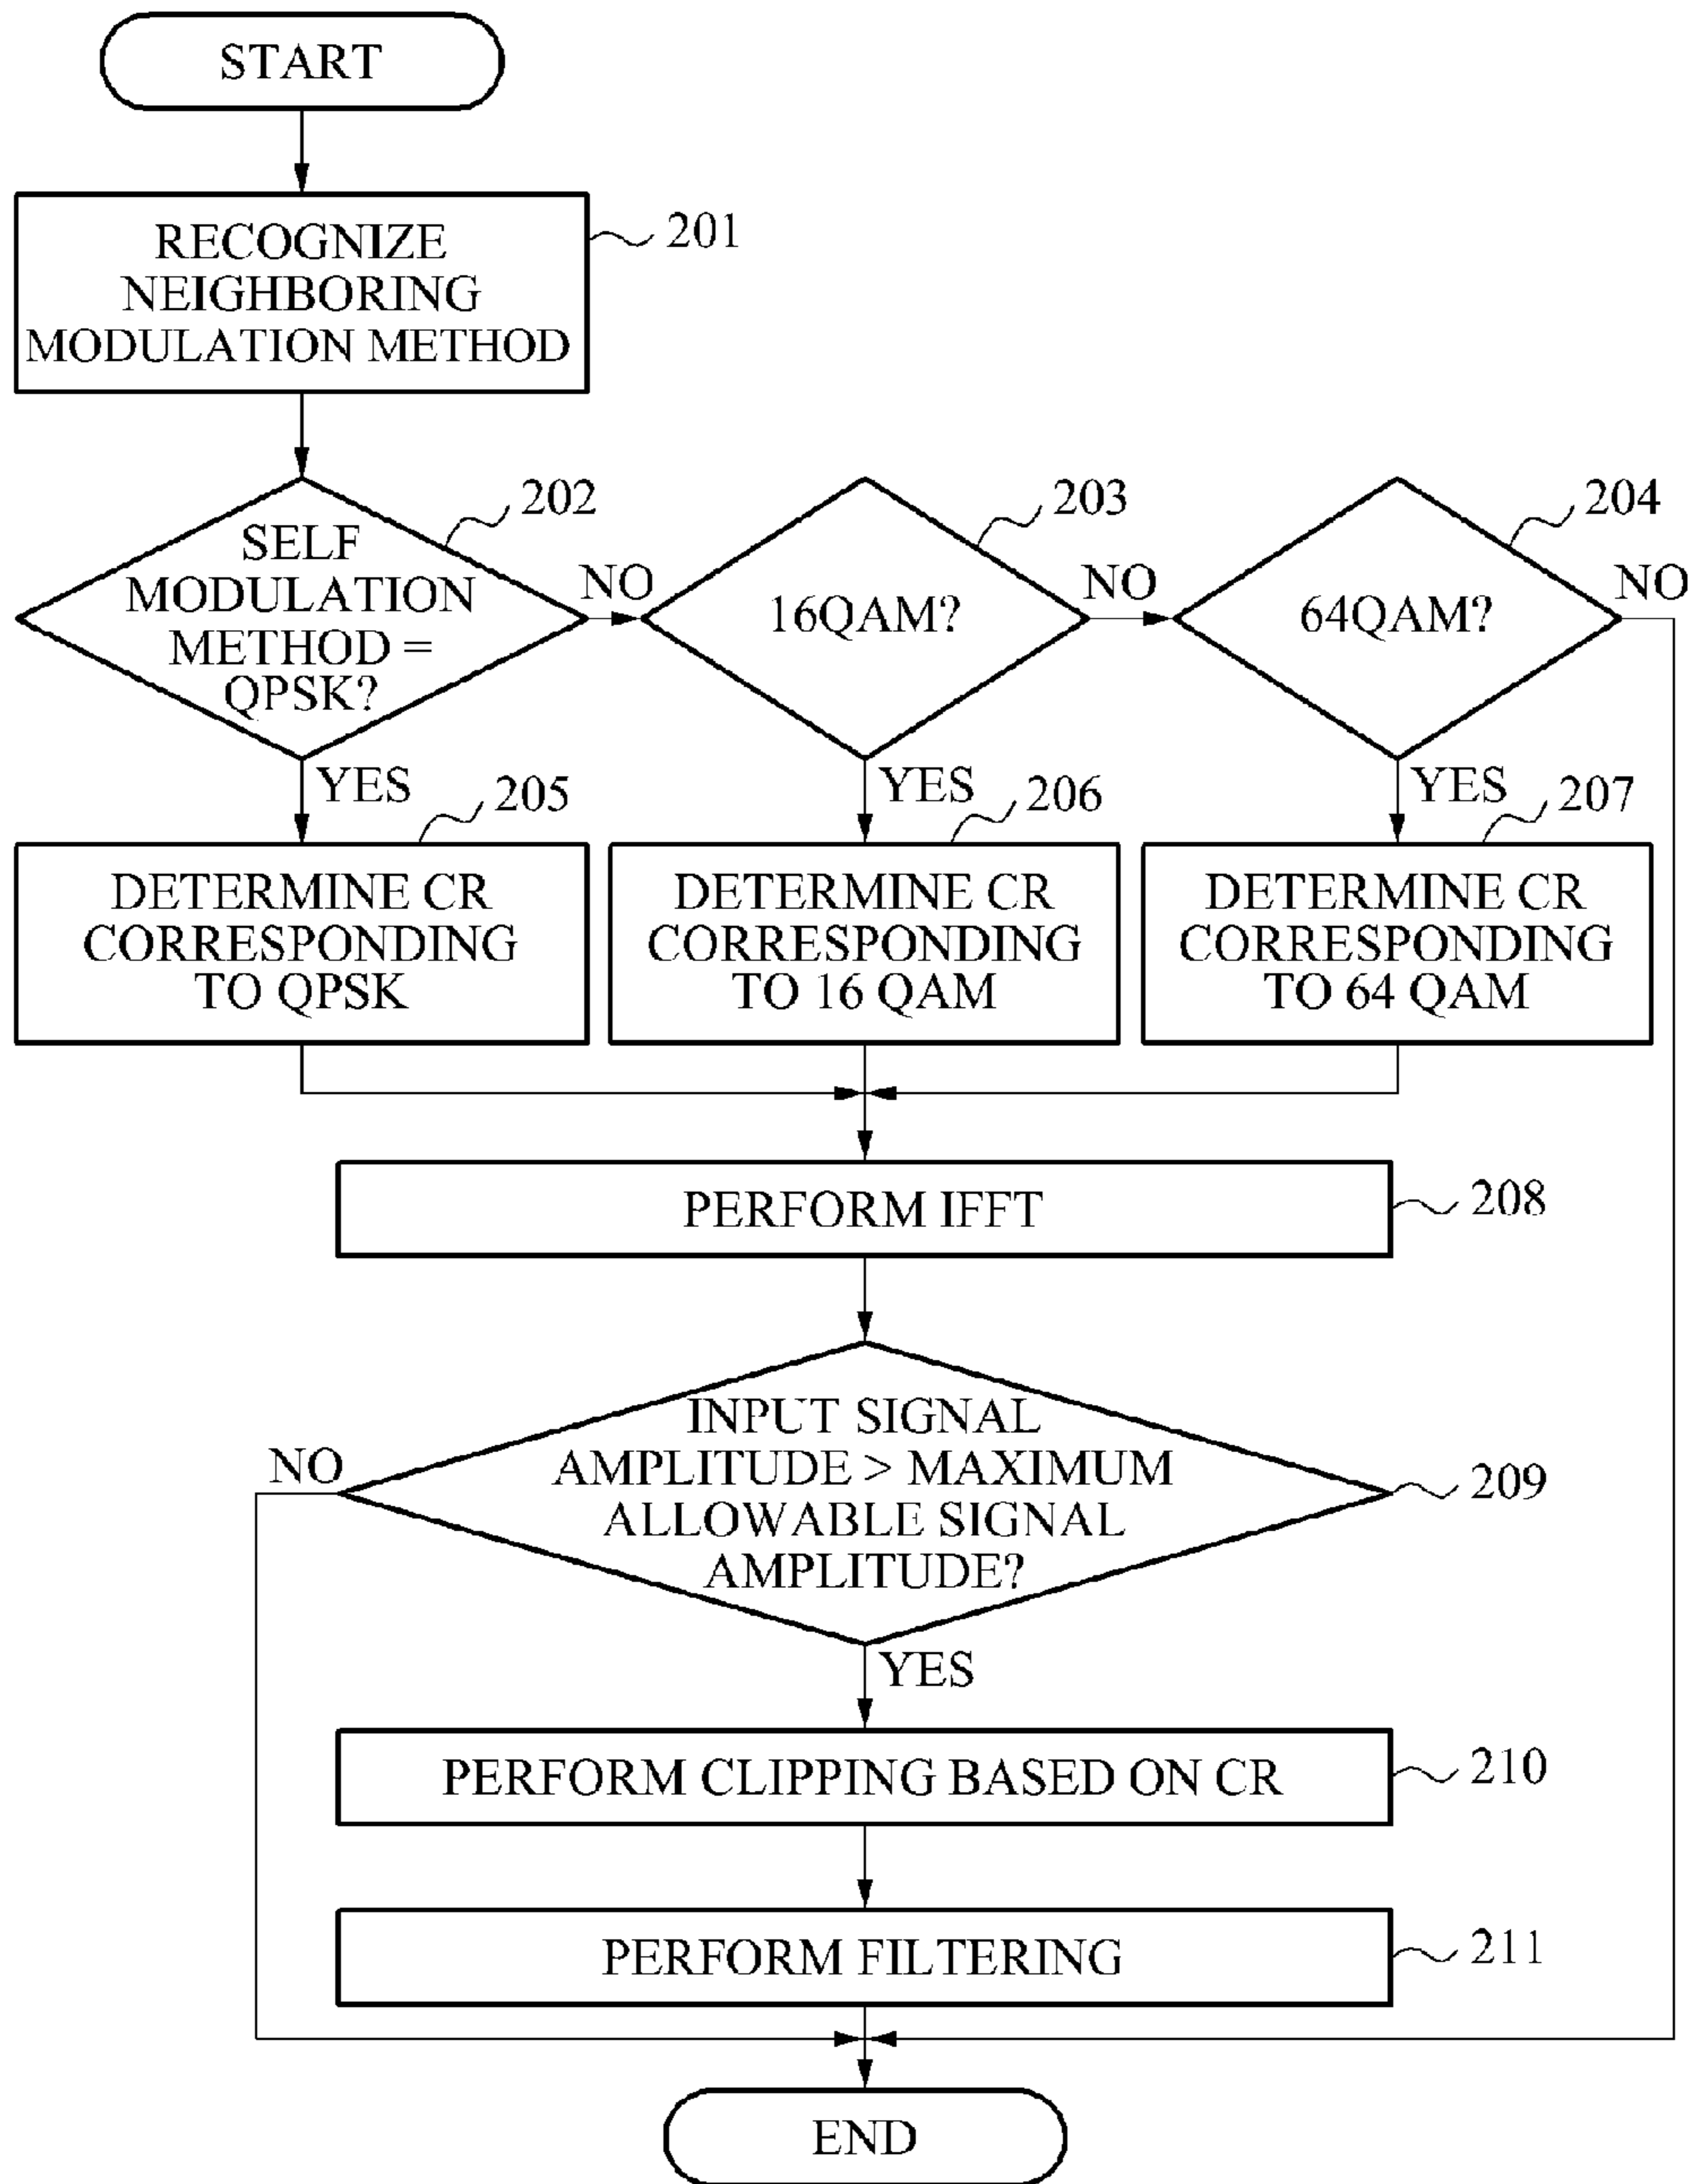 START
RECOGNIZE
NEIGHBORING
MODULATION METHOD
201
SELF
MODULATION
METHOD =
QPSK?
202
NO
16QAM?
203
NO
64QAM?
204
NO
YES
205
YES
206
YES
207
DETERMINE CR
CORRESPONDING
TO QPSK
DETERMINE CR
CORRESPONDING
TO 16 QAM
DETERMINE CR
CORRESPONDING
TO 64 QAM
PERFORM IFFT
208
INPUT SIGNAL
AMPLITUDE > MAXIMUM
ALLOWABLE SIGNAL
AMPLITUDE?
NO
209
YES
PERFORM CLIPPING BASED ON CR
210
PERFORM FILTERING
211
END